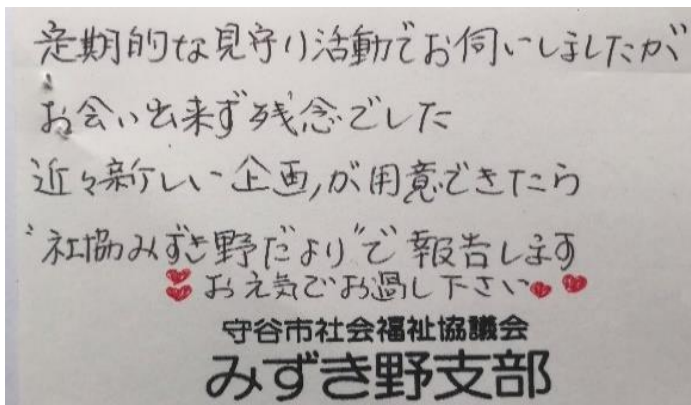 定期的な見守り活動でお伺いしましたが
お会い出来ず残念でした
近々新しい企画が用意できたら
〝社協みずき野だより〟で報告します
お元気でお過し下さい
守谷市社会福祉協議会
みずき野支部